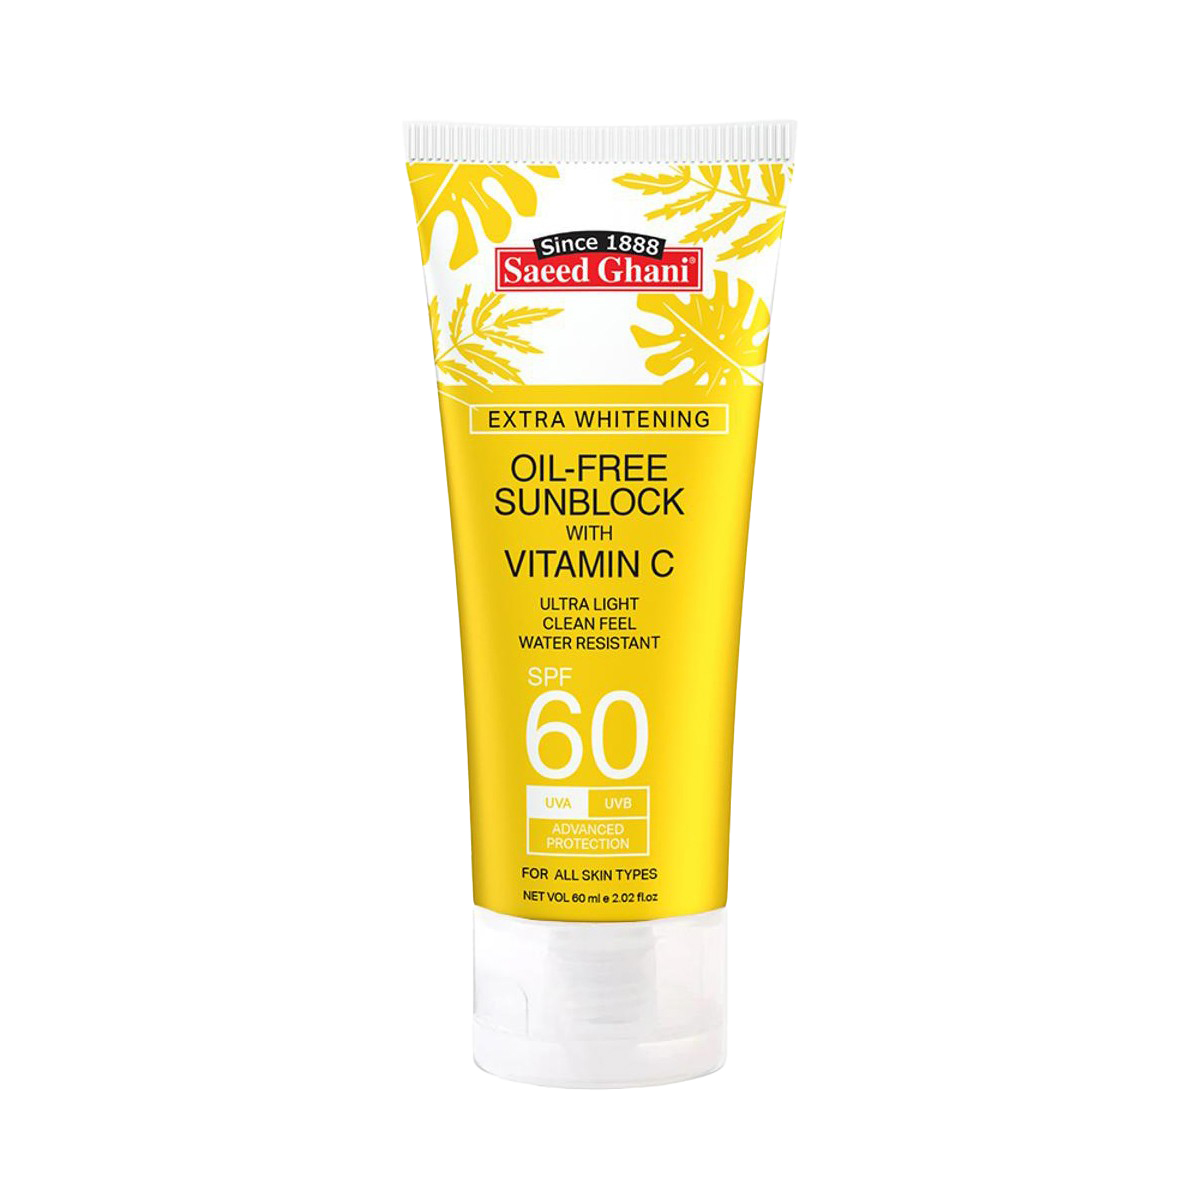 Since 1888
Saeed Ghani®
EXTRA WHITENING
OIL-FREE
SUNBLOCK
WITH
VITAMIN C
ULTRA LIGHT
CLEAN FEEL
WATER RESISTANT
SPF
60
UVA UVB
ADVANCED
PROTECTION
FOR ALL SKIN TYPES
NET VOL 60 ml e 2.02 fl.oz